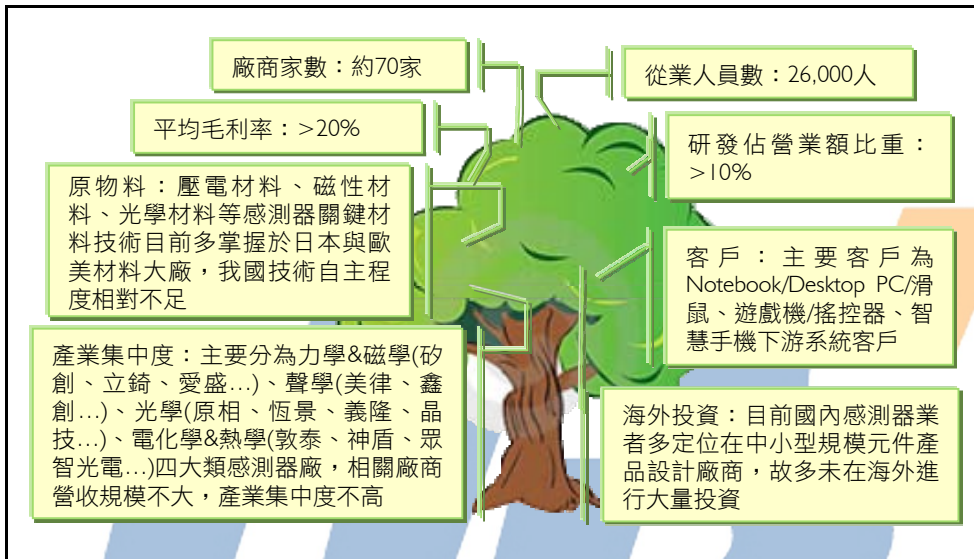 廠商家數：約70家
從業人員數：26,000人
平均毛利率：>20%
研發佔營業額比重：
>10%
原物料：壓電材料、磁性材
料、光學材料等感測器關鍵材
料技術目前多掌握於日本與歐
美材料大廠，我國技術自主程
度相對不足
客戶：主要客戶為
Notebook/Desktop PC/滑
鼠、遊戲機/搖控器、智
慧手機下游系統客戶
產業集中度：主要分為力學&磁學(矽
創、立錡、愛盛…)、聲學(美律、鑫
創…)、光學(原相、恆景、義隆、晶
技…)、電化學&熱學(敦泰、神盾、眾
智光電…)四大類感測器廠，相關廠商
營收規模不大，產業集中度不高
海外投資：目前國內感測器業
者多定位在中小型規模元件產
品設計廠商，故多未在海外進
行大量投資